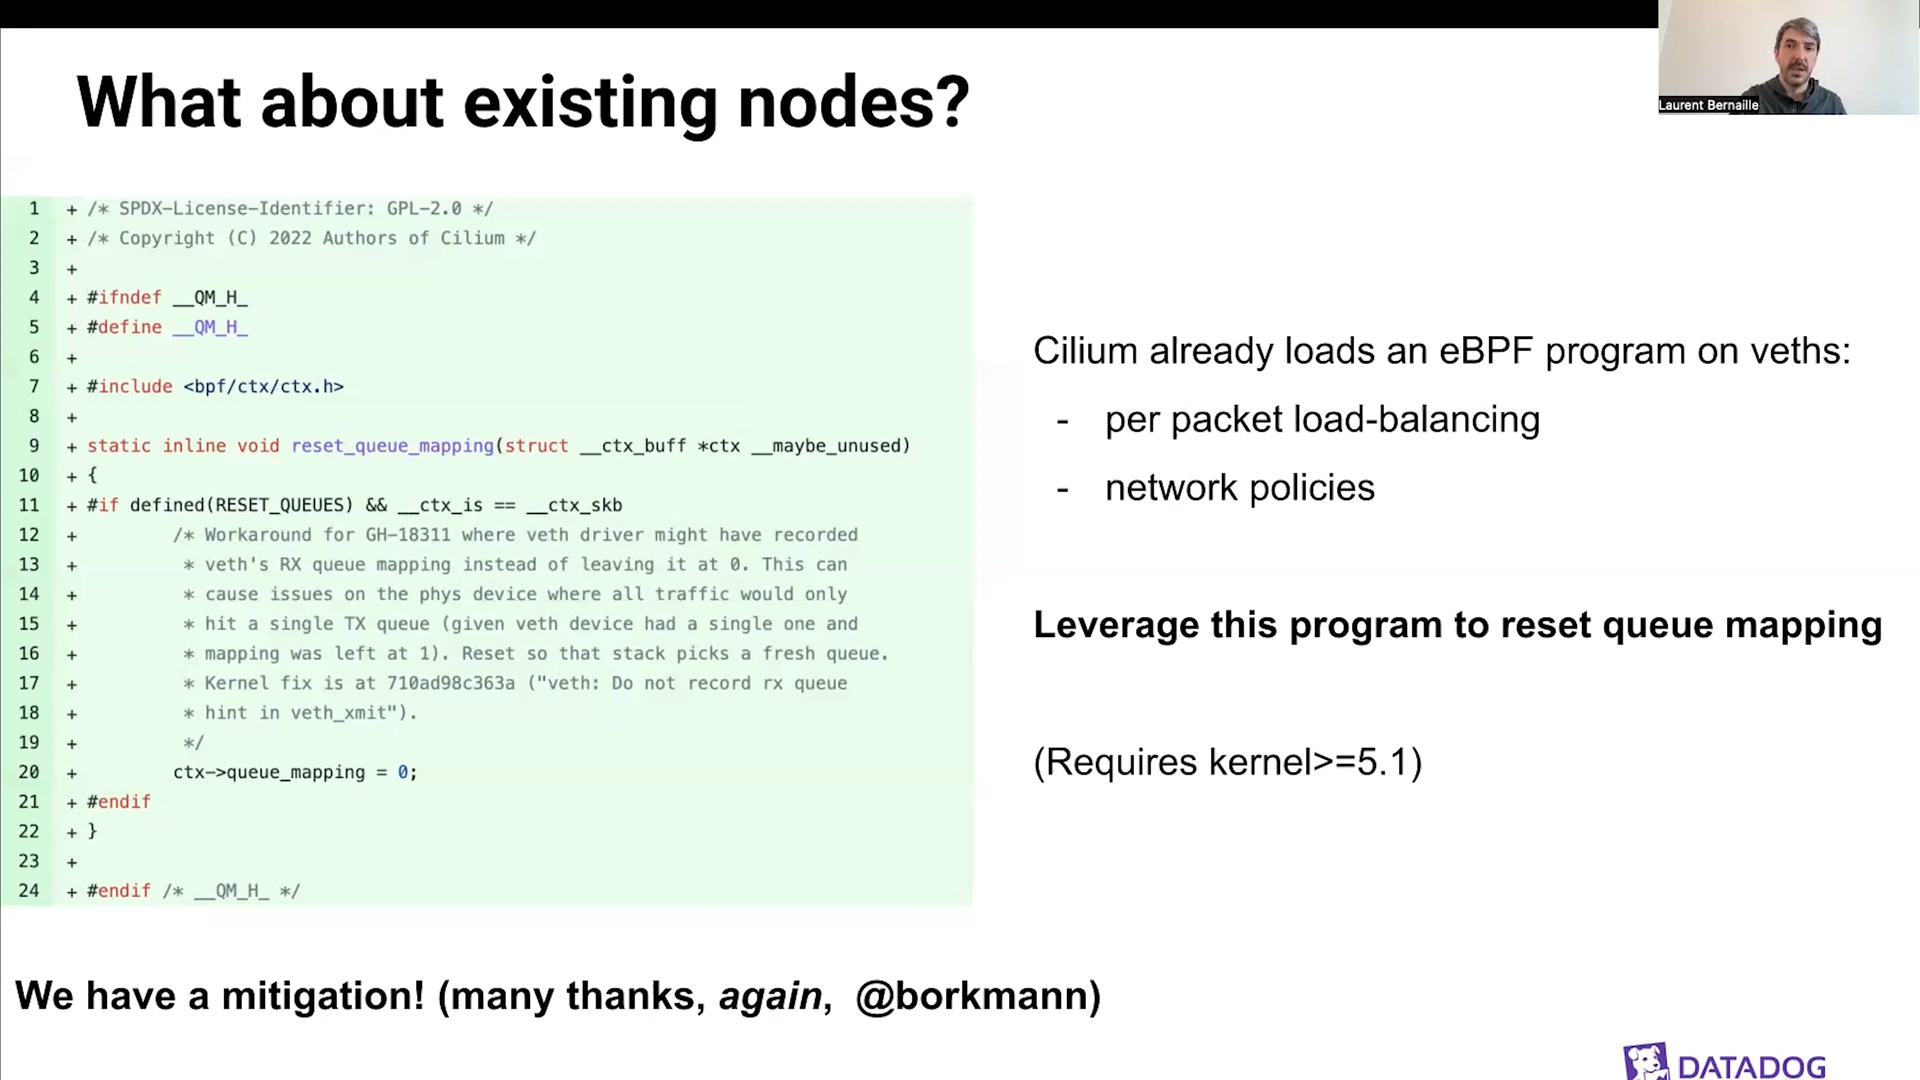 Laurent Bernaille
What about existing nodes?
1 + /* SPDX-License-Identifier: GPL-2.0 */
2 + /* Copyright (C) 2022 Authors of Cilium */
3 +
4 + #ifndef __QM_H_
5 + #define __QM_H_
6 +
7 + #include <bpf/ctx/ctx.h>
8 +
9 + static inline void reset_queue_mapping(struct __ctx_buff *ctx __maybe_unused)
10 + {
11 + #if defined(RESET_QUEUES) && __ctx_is == __ctx_skb
12 + /* Workaround for GH-18311 where veth driver might have recorded
13 + * veth's RX queue mapping instead of leaving it at 0. This can
14 + * cause issues on the phys device where all traffic would only
15 + * hit a single TX queue (given veth device had a single one and
16 + * mapping was left at 1). Reset so that stack picks a fresh queue.
17 + * Kernel fix is at 710ad98c363a ("veth: Do not record rx queue
18 + * hint in veth_xmit").
19 + */
20 + ctx->queue_mapping = 0;
21 + #endif
22 + }
23 +
24 + #endif /* __QM_H_ */
Cilium already loads an eBPF program on veths:
- per packet load-balancing
- network policies
Leverage this program to reset queue mapping
(Requires kernel>=5.1)
We have a mitigation! (many thanks, again, @borkmann)
DATADOG